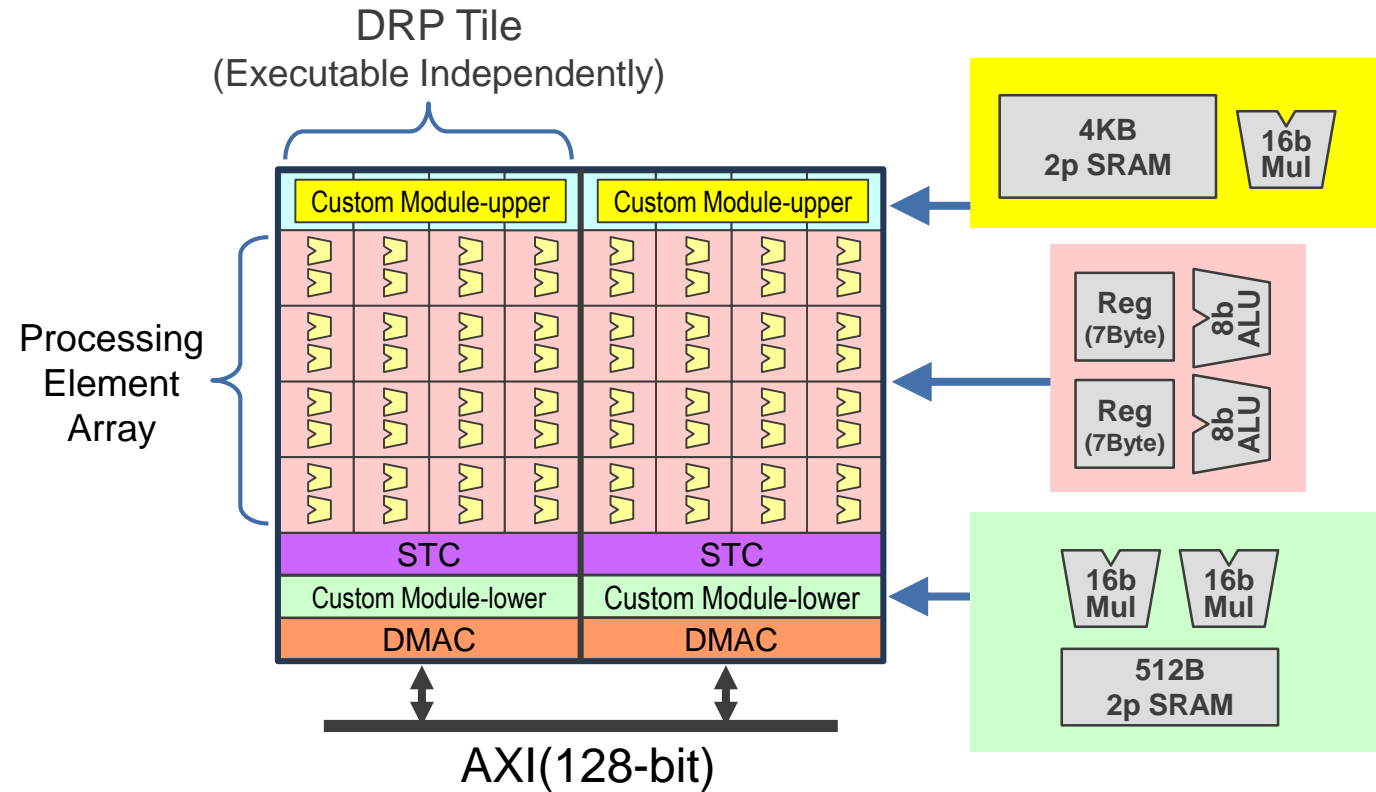 DRP Tile
(Executable Independently)
4KB
2p SRAM
16b
Mul
Custom Module-upper
Custom Module-upper
Processing
Element
Array
Reg
(7Byte)
8b
ALU
Reg
(7Byte)
8b
ALU
STC
STC
Custom Module-lower
Custom Module-lower
DMAC
DMAC
16b
Mul
16b
Mul
512B
2p SRAM
AXI(128-bit)